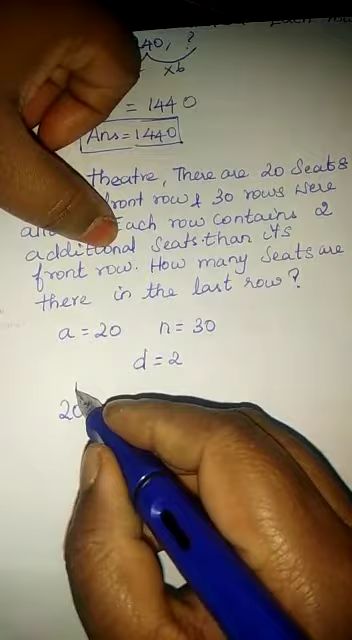 40, ?
xb
= 1440
Ans = 1440
theatre, There are 20 Seats
front row & 30 rows were
Each row contains 2
additional Seats than its
front row. How many Seats are
there in the last row?
a = 20 n = 30
d = 2
20